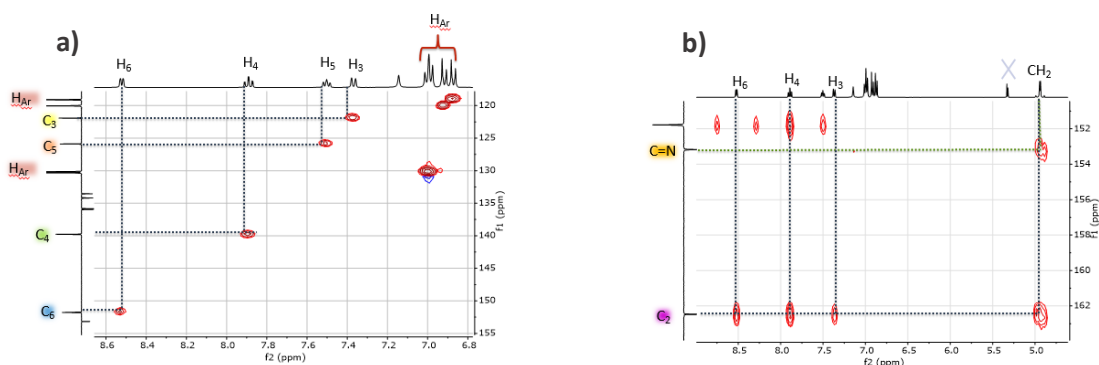 a)
H6
H4
H5
H3
HAr
HAr
C3
C5
HAr
C4
C6
120
125
130
135
140
145
150
155
f1 (ppm)
8.6 8.4 8.2 8.0 7.8 7.6 7.4 7.2 7.0 6.8
f2 (ppm)
b)
H6
H4
H3
X
CH2
C=N
C2
152
154
156
158
160
162
f1 (ppm)
8.5 8.0 7.5 7.0 6.5 6.0 5.5 5.0
f2 (ppm)